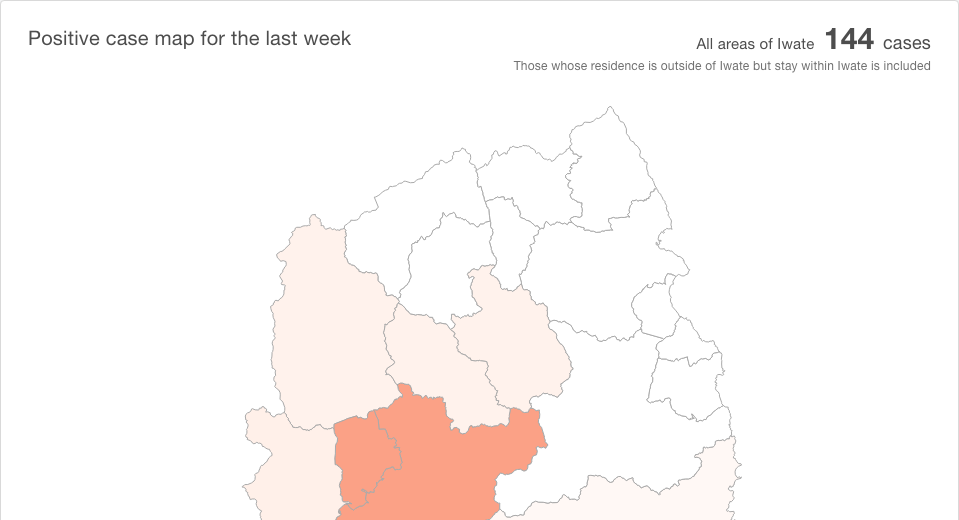 Positive case map for the last week
All areas of Iwate 144 cases
Those whose residence is outside of Iwate but stay within Iwate is included